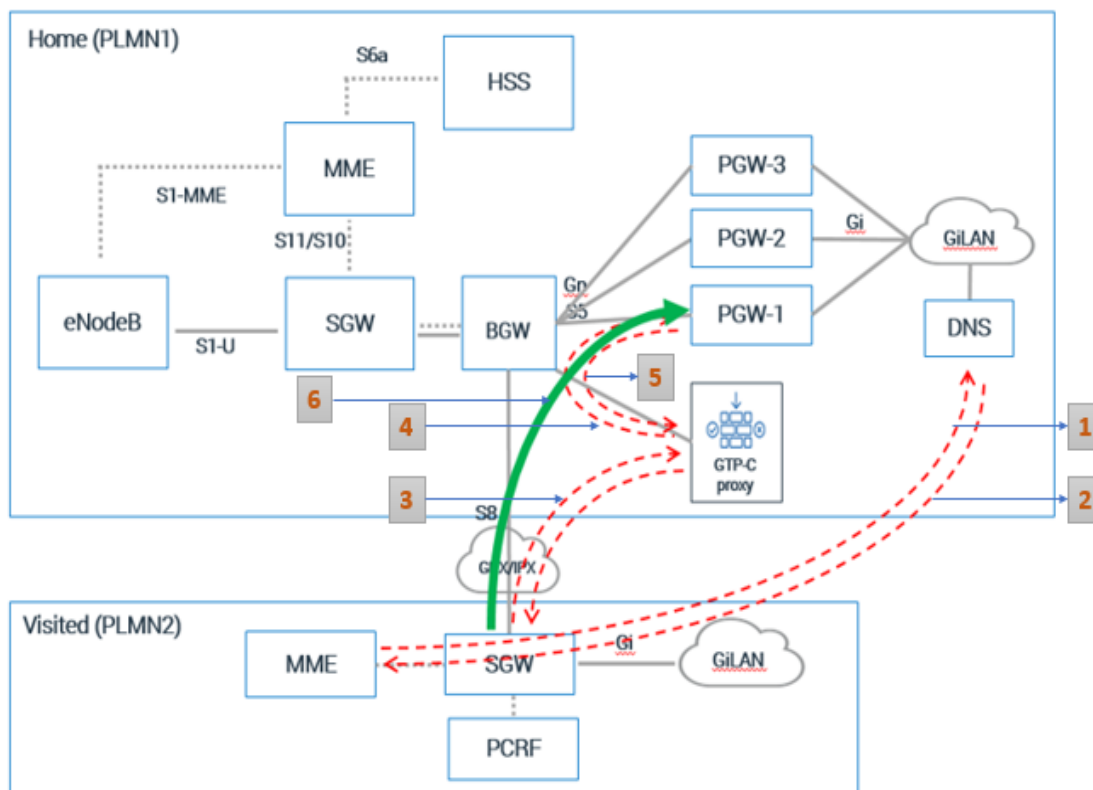 Home (PLMN1)
S6a
HSS
MME
S1-MME
S11/S10
eNodeB
S1-U
SGW
BGW
Gn
S5
PGW-3
PGW-2
PGW-1
Gi
GiLAN
DNS
GTP-C
proxy
6
4
5
3
1
2
S8
GRX/IPX
Visited (PLMN2)
MME
SGW
Gi
GiLAN
PCRF